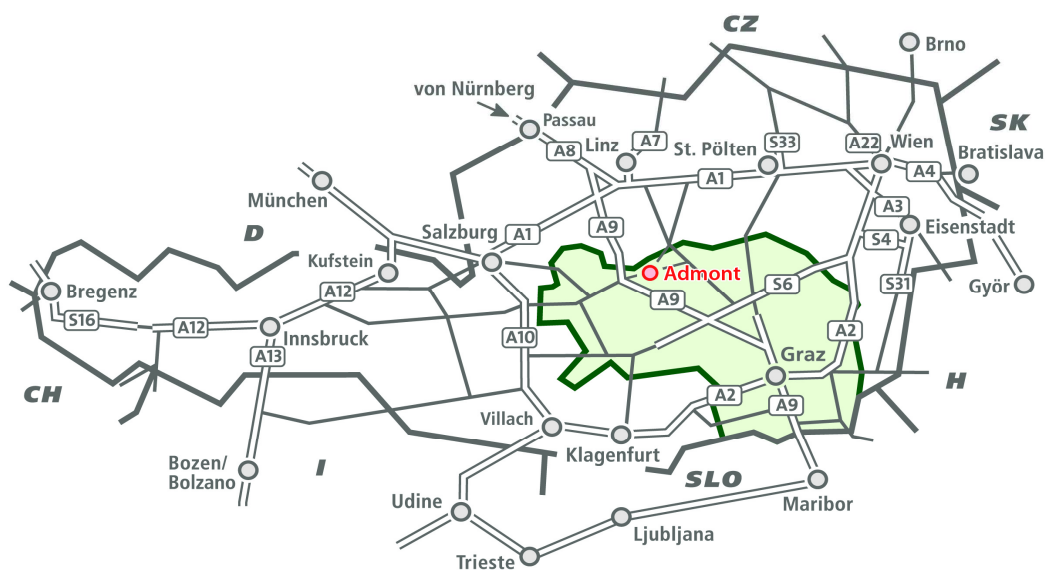 CZ
Brno
von Nürnberg
Passau
SK
Linz
A7
S33
A22
Wien
St. Pölten
A8
Bratislava
A1
A4
München
A3
Salzburg
A1
A9
Eisenstadt
D
S4
Kufstein
Admont
Bregenz
A12
A9
S6
S31
Györ
S16
A12
Innsbruck
A10
A2
A13
Graz
CH
A2
H
A9
Villach
Klagenfurt
Bozen/
Bolzano
I
SLO
Udine
Maribor
Ljubljana
Trieste